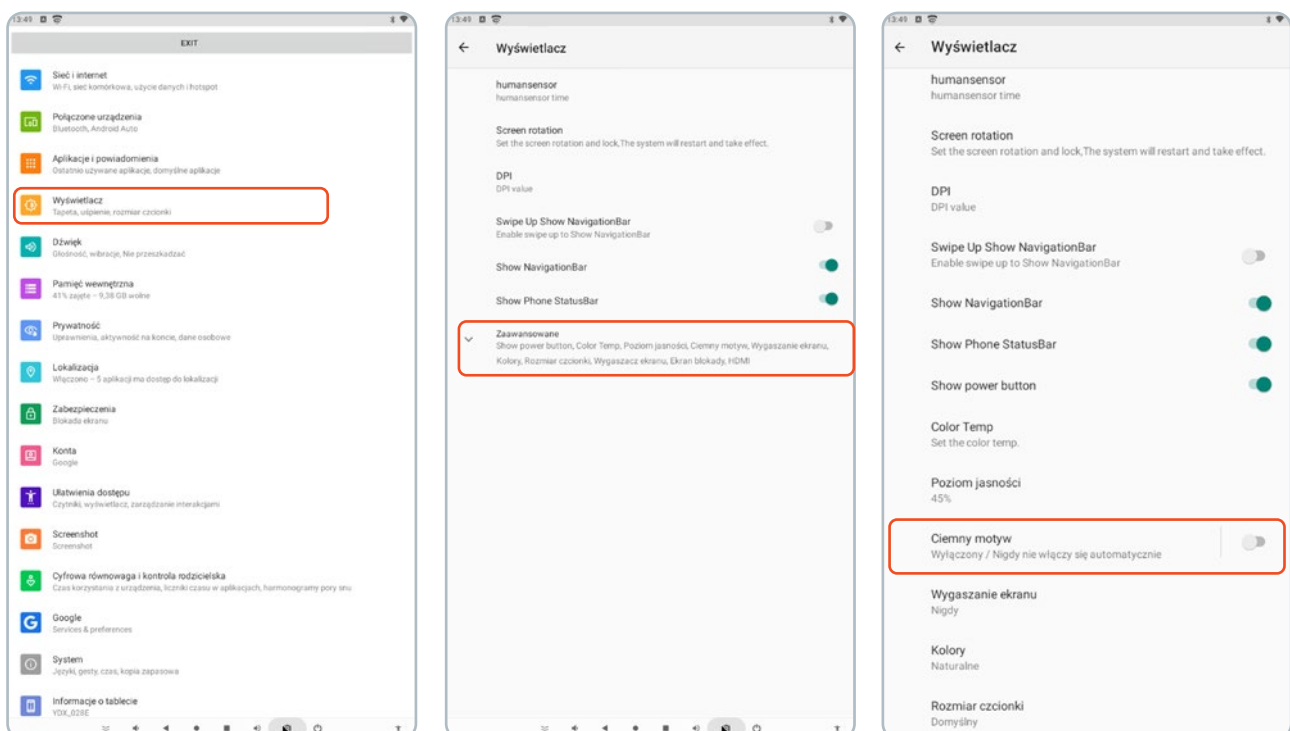 13:49
EXIT
Sieć i internet
Wi-Fi, sieć komórkowa, użycie danych i hotspot
Połączone urządzenia
Bluetooth, Android Auto
Aplikacje i powiadomienia
Ostatnio używane aplikacje, domyślne aplikacje
Wyświetlacz
Tapeta, uśpienie, rozmiar czcionki
Dźwięk
Głośność, wibracje, Nie przeszkadzać
Pamięć wewnętrzna
41% zajęte – 9,38 GB wolne
Prywatność
Uprawnienia, aktywność na koncie, dane osobowe
Lokalizacja
Włączono – 5 aplikacji ma dostęp do lokalizacji
Zabezpieczenia
Blokada ekranu
Konta
Google
Ułatwienia dostępu
Czytniki, wyświetlacz, zarządzanie interakcjami
Screenshot
Screenshot
Cyfrowa równowaga i kontrola rodzicielska
Czas korzystania z urządzenia, liczniki czasu w aplikacjach, harmonogramy pory snu
Google
Services & preferences
System
Języki, gesty, czas, kopia zapasowa
Informacje o tablecie
YDX_028E
13:49
Wyświetlacz
humansensor
humansensor time
Screen rotation
Set the screen rotation and lock,The system will restart and take effect.
DPI
DPI value
Swipe Up Show NavigationBar
Enable swipe up to Show NavigationBar
Show NavigationBar
Show Phone StatusBar
Zaawansowane
Show power button, Color Temp, Poziom jasności, Ciemny motyw, Wygaszanie ekranu,
Kolory, Rozmiar czcionki, Wygaszacz ekranu, Ekran blokady, HDMI
13:49
Wyświetlacz
humansensor
humansensor time
Screen rotation
Set the screen rotation and lock,The system will restart and take effect.
DPI
DPI value
Swipe Up Show NavigationBar
Enable swipe up to Show NavigationBar
Show NavigationBar
Show Phone StatusBar
Show power button
Color Temp
Set the color temp.
Poziom jasności
45%
Ciemny motyw
Wyłączony / Nigdy nie włączy się automatycznie
Wygaszanie ekranu
Nigdy
Kolory
Naturalne
Rozmiar czcionki
Domyślny